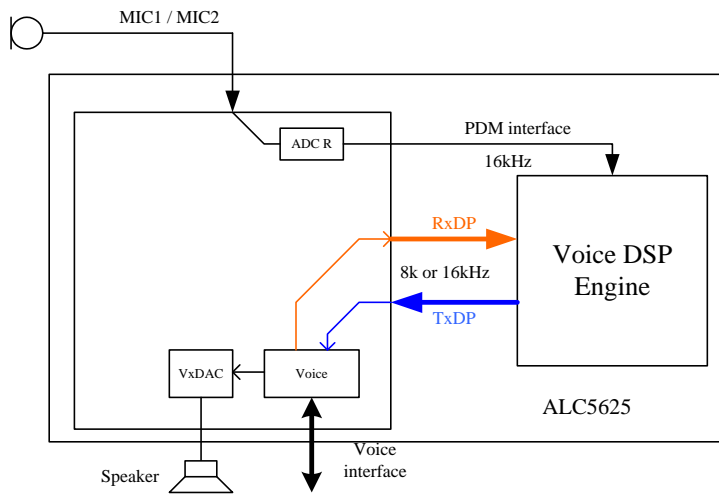 MIC1 / MIC2
ADC R
PDM interface
16kHz
RxDP
Voice DSP
Engine
8k or 16kHz
TxDP
VxDAC
Voice
ALC5625
Voice
interface
Speaker